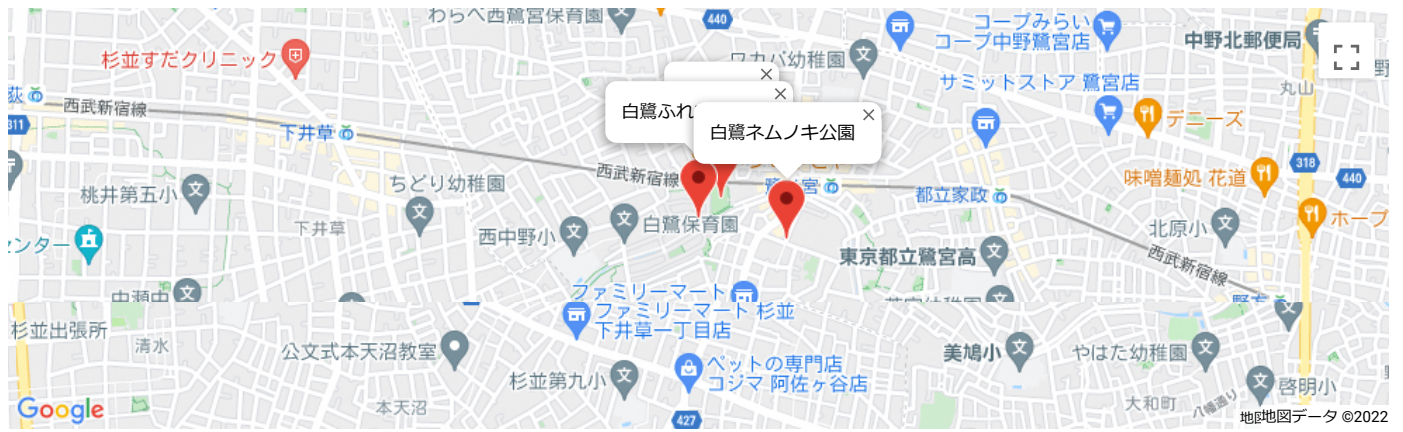 わらべ西鷺宮保育園
440
コープみらい
コープ中野鷺宮店
中野北郵便局
杉並すだクリニック
ワカバ幼稚園
サミットストア 鷺宮店
丸山
西武新宿線
311
下井草
白鷺ふれ
白鷺ネムノキ公園
デニーズ
318
440
西武新宿線
味噌麺処 花道
桃井第五小
ちどり幼稚園
都立家政
ホープ
下井草
西中野小
白鷺保育園
北原小
センター
東京都立鷺宮高
西武新宿線
ファミリーマート
ファミリーマート 杉並
下井草一丁目店
杉並出張所
清水
公文式本天沼教室
美鳩小
やはた幼稚園
ペットの専門店
コジマ 阿佐ヶ谷店
杉並第九小
啓明小
Google
本天沼
427
大和町
八幡通り
地図データ ©2022